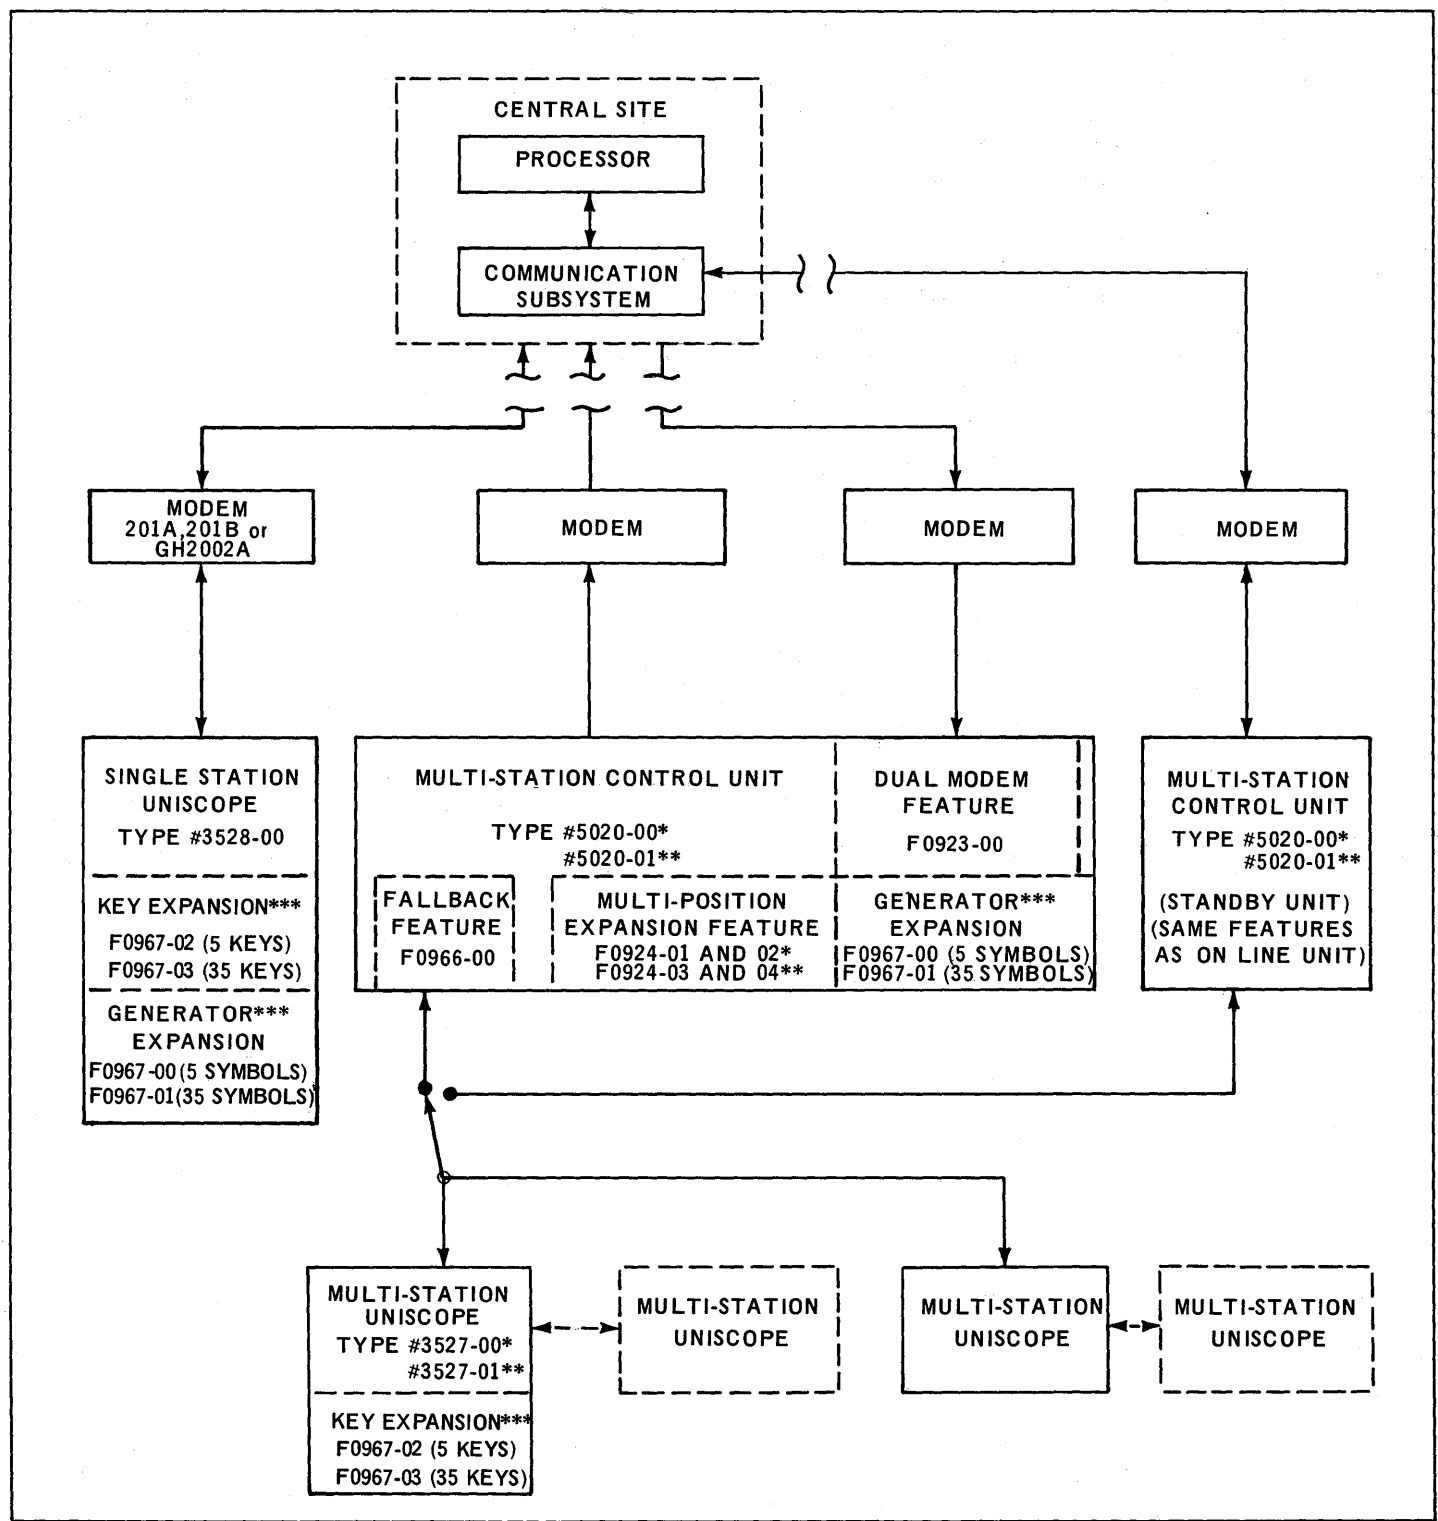 CENTRAL SITE
PROCESSOR
COMMUNICATION
SUBSYSTEM
MODEM
201A,201B or
GH2002A
MODEM
MODEM
MODEM
SINGLE STATION
UNISCOPE
TYPE #3528-00
KEY EXPANSION***
F0967-02 (5 KEYS)
F0967-03 (35 KEYS)
GENERATOR***
EXPANSION
F0967-00 (5 SYMBOLS)
F0967-01 (35 SYMBOLS)
MULTI-STATION CONTROL UNIT
TYPE #5020-00*
#5020-01**
FALLBACK
FEATURE
F0966-00
MULTI-POSITION
EXPANSION FEATURE
F0924-01 AND 02*
F0924-03 AND 04**
DUAL MODEM
FEATURE
F0923-00
GENERATOR***
EXPANSION
F0967-00 (5 SYMBOLS)
F0967-01 (35 SYMBOLS)
MULTI-STATION
CONTROL UNIT
TYPE #5020-00*
#5020-01**
(STANDBY UNIT)
(SAME FEATURES
AS ON LINE UNIT)
MULTI-STATION
UNISCOPE
TYPE #3527-00*
#3527-01**
KEY EXPANSION***
F0967-02 (5 KEYS)
F0967-03 (35 KEYS)
MULTI-STATION
UNISCOPE
MULTI-STATION
UNISCOPE
MULTI-STATION
UNISCOPE